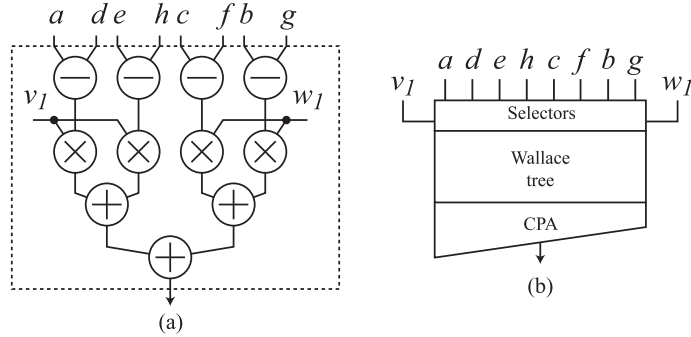 a d e h c f b g
v1 w1
(a)
a d e h c f b g
v1 w1
Selectors
Wallace
tree
CPA
(b)